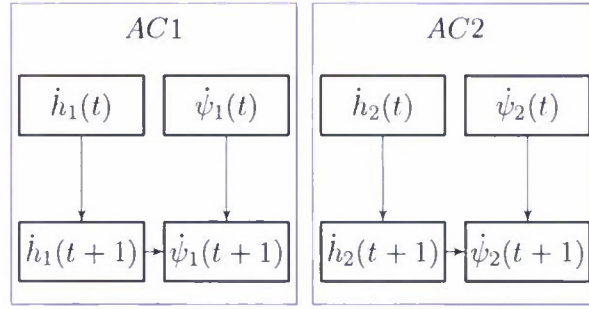 AC1 AC2
ḣ₁(t) ψ̇₁(t) ḣ₂(t) ψ̇₂(t)
ḣ₁(t + 1) ψ̇₁(t + 1) ḣ₂(t + 1) ψ̇₂(t + 1)